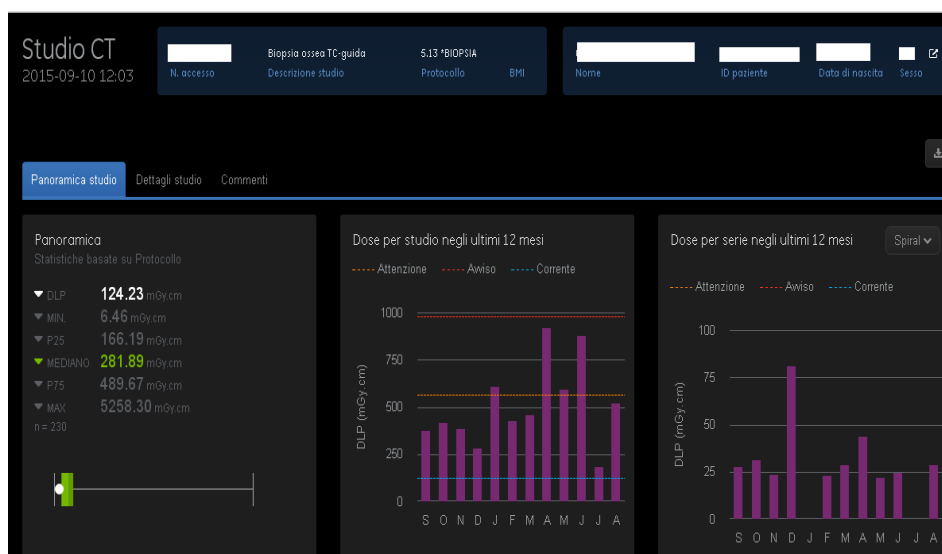 Studio CT
2015-09-10 12:03
N. accesso
Biopsia ossea TC-guida
Descrizione studio
5.13 *BIOPSIA
Protocollo
BMI
Nome
ID paziente
Data di nascita
Sesso
Panoramica studio
Dettagli studio
Commenti
Panoramica
Statistiche basate su Protocollo
DLP 124.23 mGy.cm
MIN. 6.46 mGy.cm
P25 166.19 mGy.cm
MEDIANO 281.89 mGy.cm
P75 489.67 mGy.cm
MAX 5258.30 mGy.cm
n = 230
Dose per studio negli ultimi 12 mesi
Attenzione Avviso Corrente
1000
750
500
250
0
DLP (mGy.cm)
S O N D J F M A M J J A
Dose per serie negli ultimi 12 mesi
Spiral
Attenzione Avviso Corrente
100
75
50
25
0
DLP (mGy.cm)
S O N D J F M A M J J A